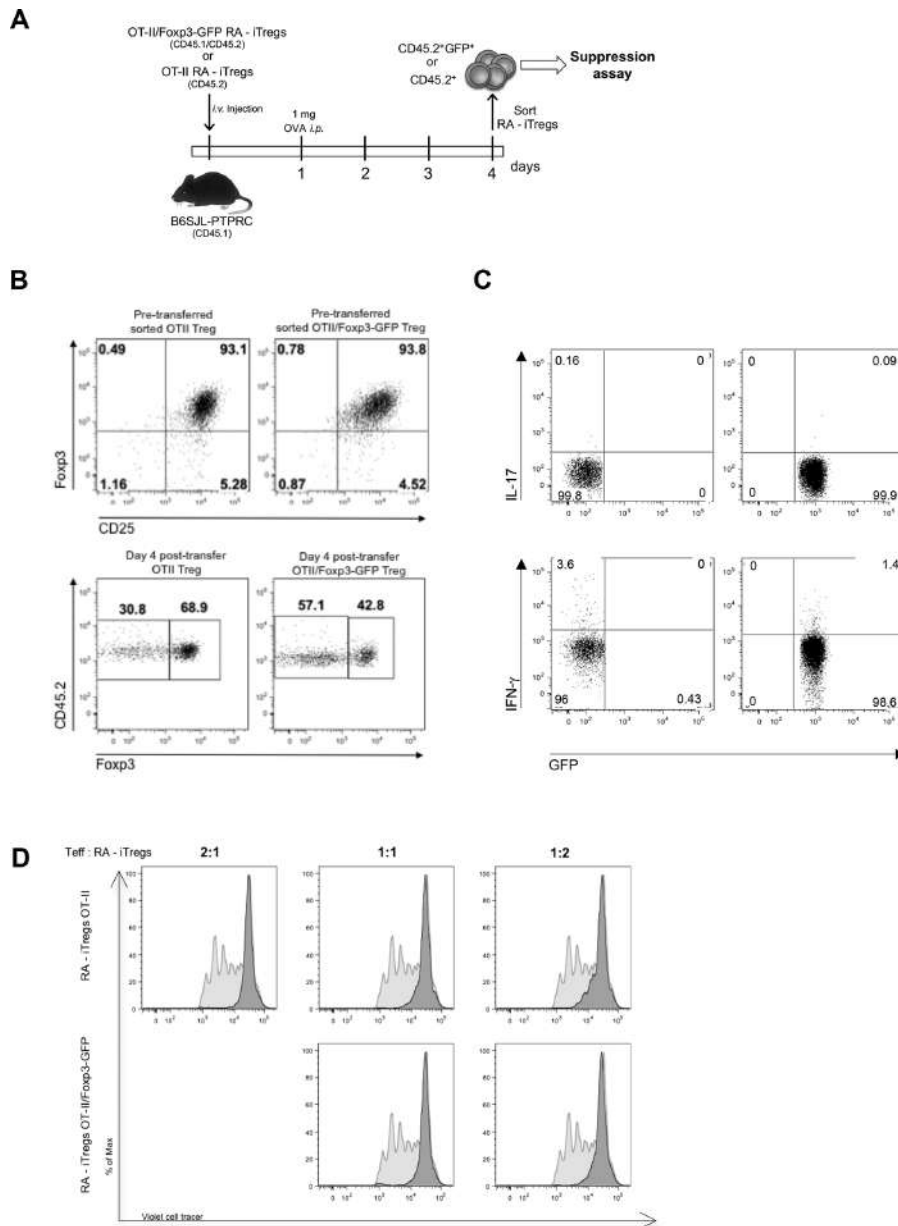 A
OT-II/Foxp3-GFP RA - iTregs
(CD45.1/CD45.2)
or
OT-II RA - iTregs
(CD45.2)
i.v. Injection
1 mg
OVA i.p.
CD45.2+GFP+
or
CD45.2+
Suppression
assay
Sort
RA - iTregs
1 2 3 4 days
B6SJL-PTPRC
(CD45.1)
B
Pre-transferred
sorted OTII Treg
Pre-transferred
sorted OTII/Foxp3-GFP Treg
0.49 93.1
1.16 5.28
0.78 93.8
0.87 4.52
Foxp3
CD25
Day 4 post-transfer
OTII Treg
Day 4 post-transfer
OTII/Foxp3-GFP Treg
30.8 68.9
57.1 42.8
CD45.2
Foxp3
C
0.16 0
99.8 0
0 0.09
0 99.9
IL-17
3.6 0
96 0.43
0 1.4
0 98.6
IFN-γ
GFP
D
Teff : RA - iTregs 2:1 1:1 1:2
RA - iTregs OT-II
RA - iTregs OT-II/Foxp3-GFP
% of Max
Violet cell tracer